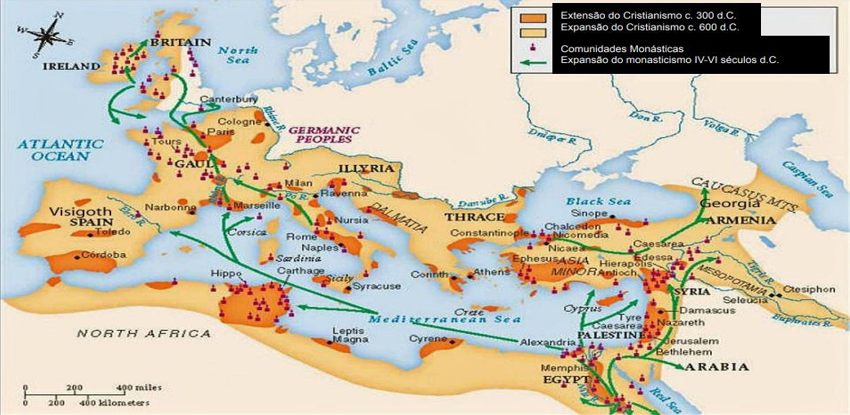 Extensão do Cristianismo c. 300 d.C.
Expansão do Cristianismo c. 600 d.C.
Comunidades Monásticas
Expansão do monasticismo IV-VI séculos d.C.
N
E
S
W
BRITAIN
North
Sea
IRELAND
Baltic Sea
Canterbury
Cologne
Rhine R.
GERMANIC
PEOPLES
Paris
Tours
ATLANTIC
OCEAN
GAUL
Dnieper R.
Don R.
Volga R.
Caspian Sea
ILLYRIA
Milan
Po R.
Ravenna
DALMATIA
Danube R.
Black Sea
CAUCASUS MTS.
Georgia
ARMENIA
Visigoth
SPAIN
Narbonne
Marseille
Ebro R.
Toledo
Córdoba
Corsica
Nursia
Rome
Naples
Sardinia
THRACE
Sinope
Constantinople
Chalcedon
Nicomedia
Nicaea
Caesarea
Ephesus
ASIA
MINOR
Edessa
Hierapolis
Antioch
Tigris R.
MESOPOTAMIA
Ctesiphon
Seleucia
Euphrates R.
Hippo
Carthage
Sicily
Syracuse
Corinth
Athens
Crete
Cyprus
SYRIA
Damascus
Tyre
Caesarea
Nazareth
PALESTINE
Jerusalem
Bethlehem
Mediterranean Sea
NORTH AFRICA
Leptis
Magna
Cyrene
Alexandria
Memphis
EGYPT
ARABIA
Red Sea
0 200 400 miles
0 200 400 kilometers